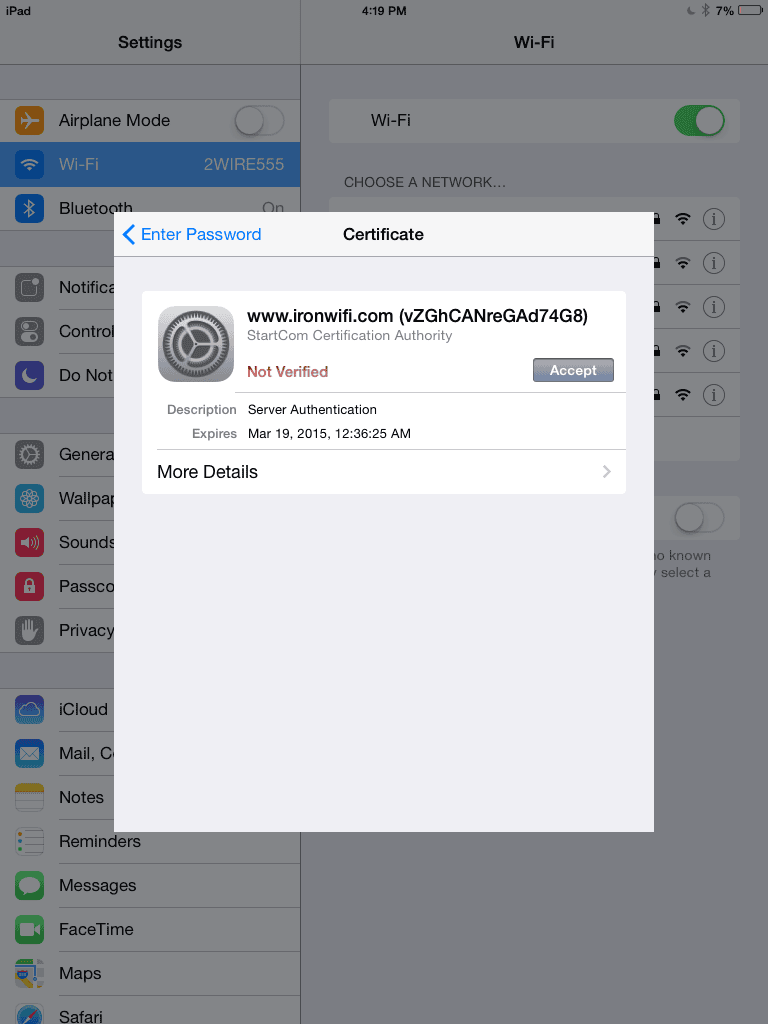 iPad 4:19 PM 7%
Settings Wi-Fi
Airplane Mode
Wi-Fi 2WIRE555
Bluetooth On
Wi-Fi
CHOOSE A NETWORK...
Enter Password Certificate
www.ironwifi.com (vZGhCANreGAd74G8)
StartCom Certification Authority
Not Verified Accept
Description Server Authentication
Expires Mar 19, 2015, 12:36:25 AM
More Details
Notifica
Control
Do Not
Genera
Wallpap
Sounds
Passco
Privacy
no known
select a
iCloud
Mail, C
Notes
Reminders
Messages
FaceTime
Maps
Safari